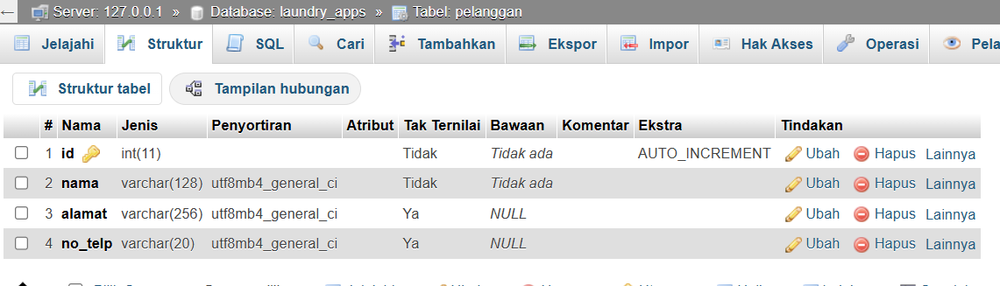 ← Server: 127.0.0.1 » Database: laundry_apps » Tabel: pelanggan
Jelajahi Struktur SQL Cari Tambahkan Ekspor Impor Hak Akses Operasi Pela
Struktur tabel Tampilan hubungan
# Nama Jenis Penyortiran Atribut Tak Ternilai Bawaan Komentar Ekstra Tindakan
1 id int(11) Tidak Tidak ada AUTO_INCREMENT Ubah Hapus Lainnya
2 nama varchar(128) utf8mb4_general_ci Tidak Tidak ada Ubah Hapus Lainnya
3 alamat varchar(256) utf8mb4_general_ci Ya NULL Ubah Hapus Lainnya
4 no_telp varchar(20) utf8mb4_general_ci Ya NULL Ubah Hapus Lainnya